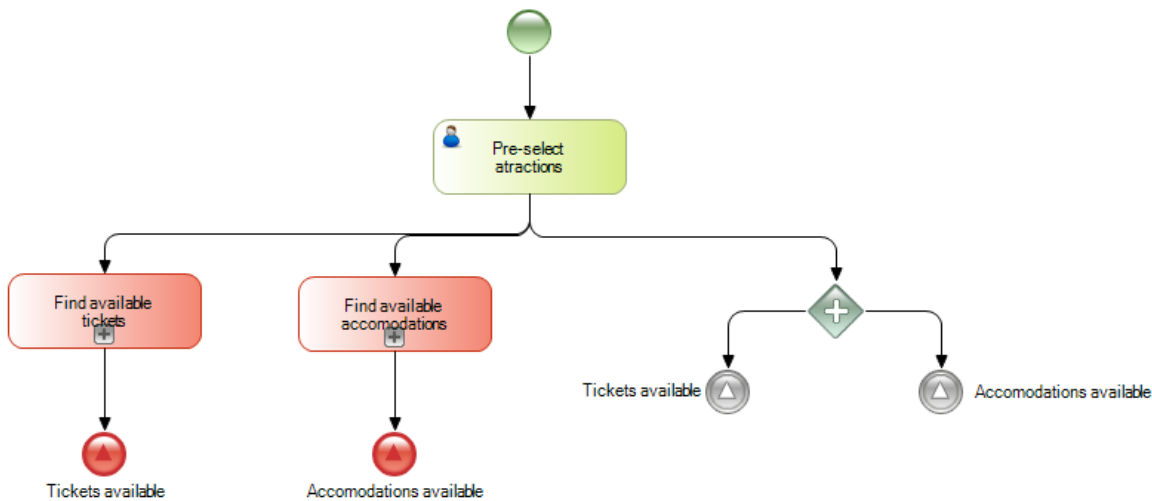 Pre-select
atractions
Find available
tickets
Find available
accomodations
Tickets available
Accomodations available
Tickets available
Accomodations available